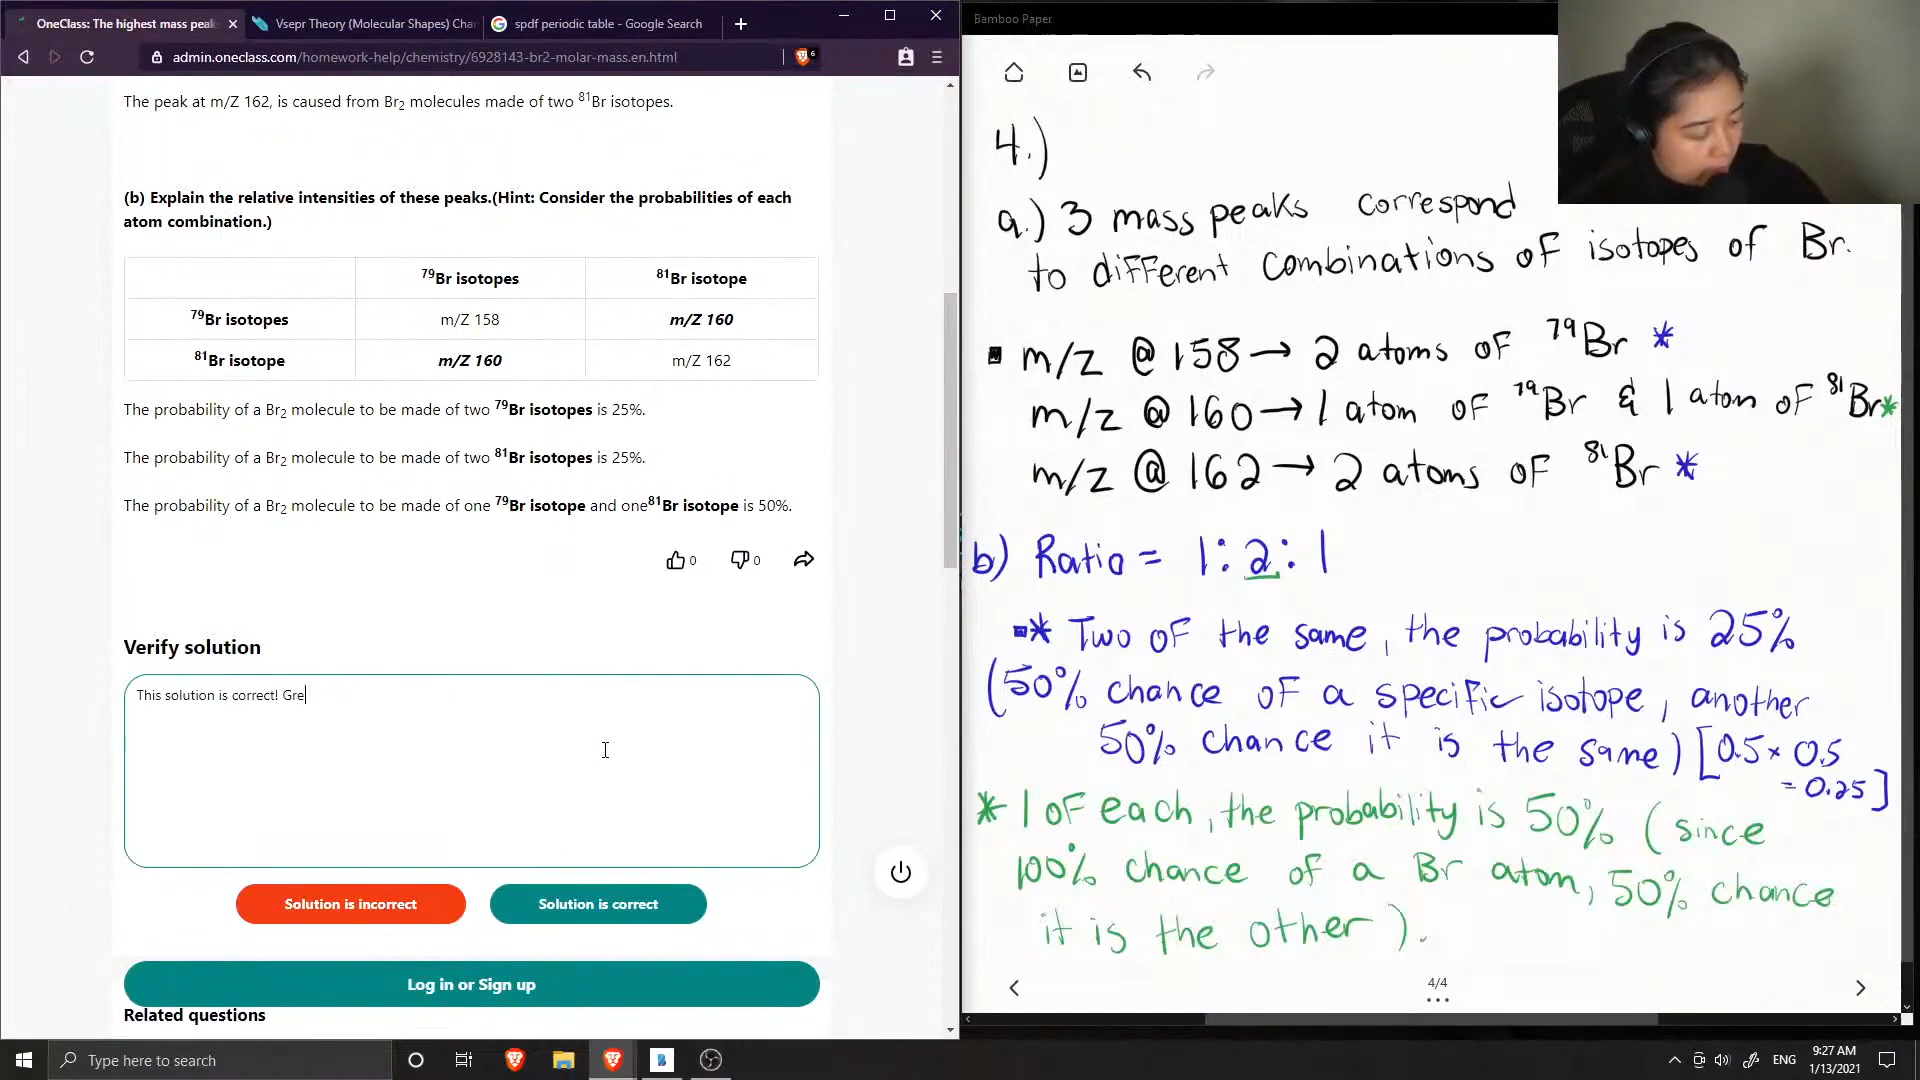 OneClass: The highest mass peak
Vsepr Theory (Molecular Shapes) Cha
spdf periodic table - Google Search
admin.oneclass.com/homework-help/chemistry/6928143-br2-molar-mass.en.html
6
The peak at m/Z 162, is caused from Br₂ molecules made of two ⁸¹Br isotopes.
(b) Explain the relative intensities of these peaks.(Hint: Consider the probabilities of each
atom combination.)
⁷⁹Br isotopes ⁸¹Br isotope
⁷⁹Br isotopes m/Z 158 m/Z 160
⁸¹Br isotope m/Z 160 m/Z 162
The probability of a Br₂ molecule to be made of two ⁷⁹Br isotopes is 25%.
The probability of a Br₂ molecule to be made of two ⁸¹Br isotopes is 25%.
The probability of a Br₂ molecule to be made of one ⁷⁹Br isotope and one⁸¹Br isotope is 50%.
0 0
Verify solution
This solution is correct! Gre
Solution is incorrect Solution is correct
Log in or Sign up
Related questions
Bamboo Paper
4.)
a.) 3 mass peaks correspond
to different combinations of isotopes of Br.
m/z @ 158 → 2 atoms of ⁷⁹Br *
m/z @ 160 → 1 atom of ⁷⁹Br & 1 atom of ⁸¹Br *
m/z @ 162 → 2 atoms of ⁸¹Br *
b) Ratio = 1:2:1
* Two of the same, the probability is 25%
(50% chance of a specific isotope, another
50% chance it is the same) [0.5 × 0.5
= 0.25]
* 1 of each, the probability is 50% (since
100% chance of a Br atom, 50% chance
it is the other).
4/4
Type here to search
ENG
9:27 AM
1/13/2021